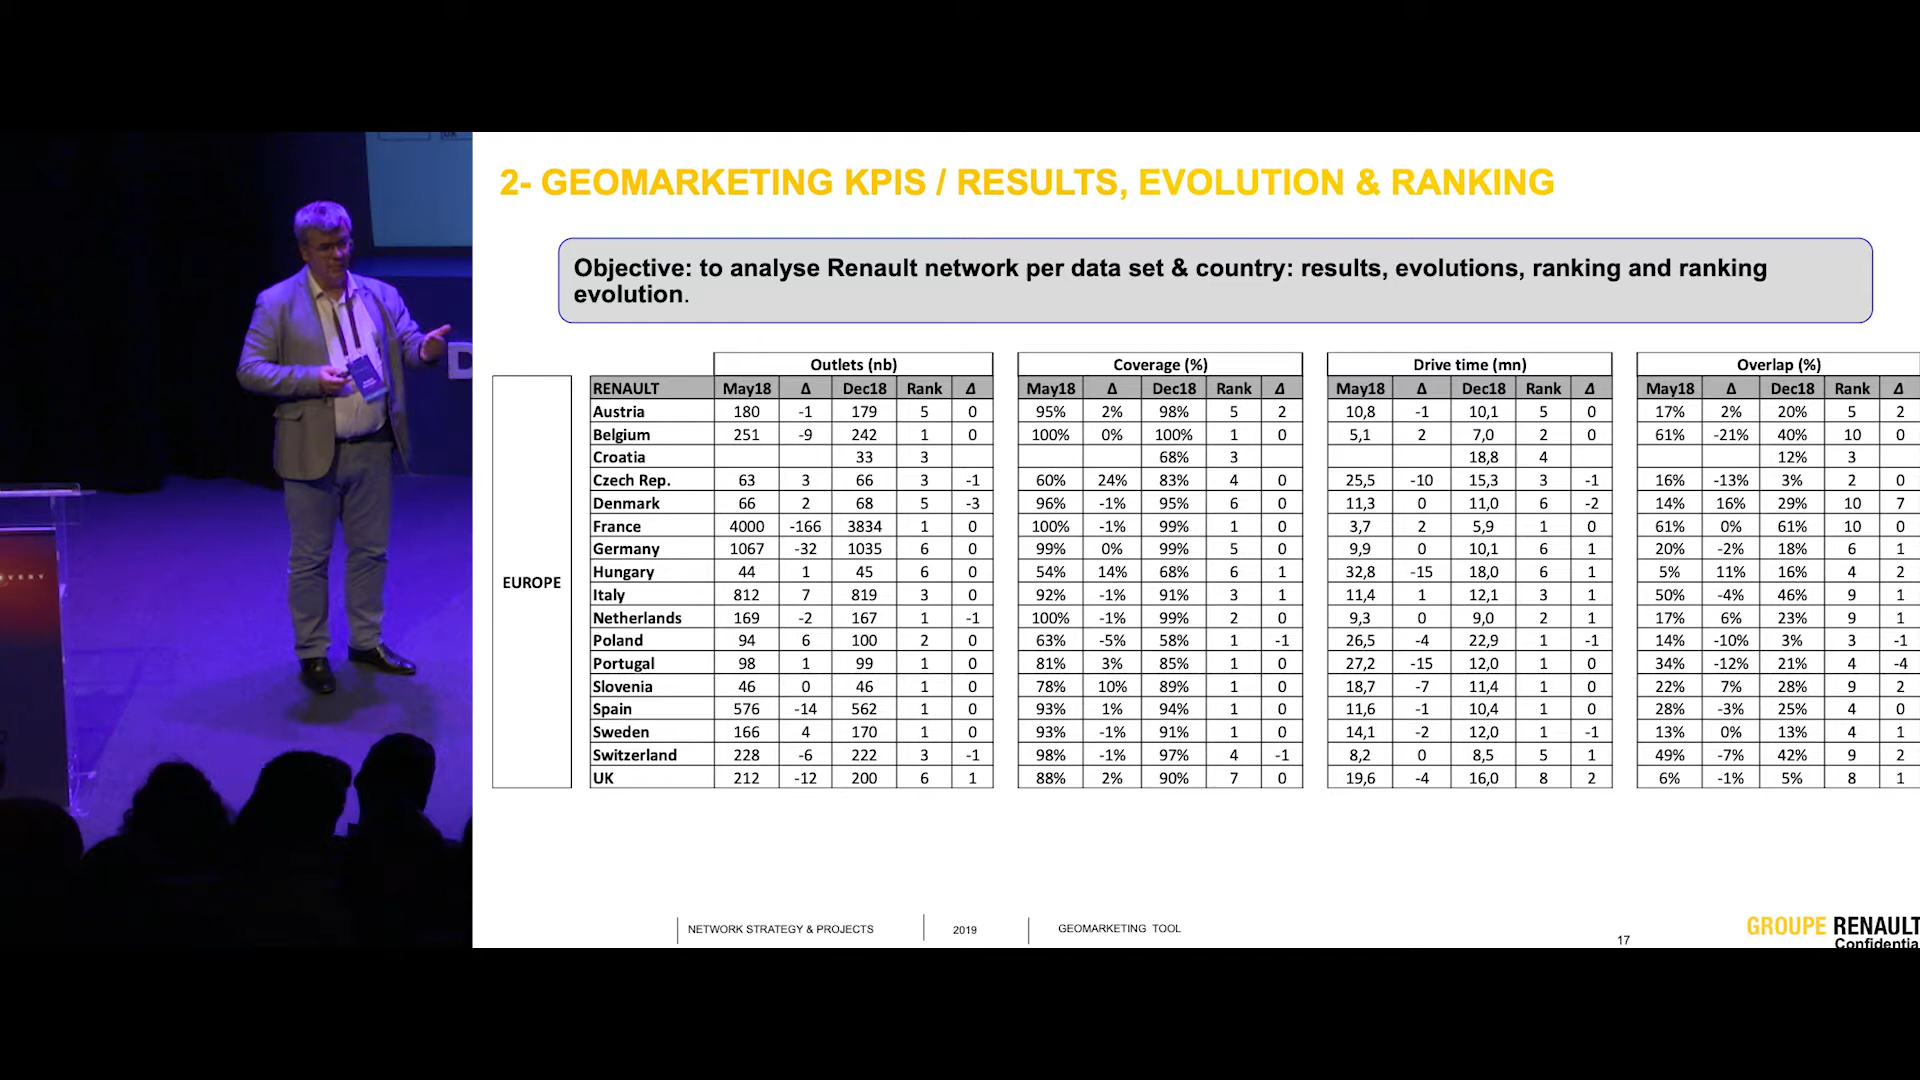 2- GEOMARKETING KPIS / RESULTS, EVOLUTION & RANKING
Objective: to analyse Renault network per data set & country: results, evolutions, ranking and ranking
evolution.
Outlets (nb) Coverage (%) Drive time (mn) Overlap (%)
RENAULT May18 Δ Dec18 Rank Δ May18 Δ Dec18 Rank Δ May18 Δ Dec18 Rank Δ May18 Δ Dec18 Rank Δ
Austria 180 -1 179 5 0 95% 2% 98% 5 2 10,8 -1 10,1 5 0 17% 2% 20% 5 2
Belgium 251 -9 242 1 0 100% 0% 100% 1 0 5,1 2 7,0 2 0 61% -21% 40% 10 0
Croatia 33 3 68% 3 18,8 4 12% 3
Czech Rep. 63 3 66 3 -1 60% 24% 83% 4 0 25,5 -10 15,3 3 -1 16% -13% 3% 2 0
Denmark 66 2 68 5 -3 96% -1% 95% 6 0 11,3 0 11,0 6 -2 14% 16% 29% 10 7
France 4000 -166 3834 1 0 100% -1% 99% 1 0 3,7 2 5,9 1 0 61% 0% 61% 10 0
Germany 1067 -32 1035 6 0 99% 0% 99% 5 0 9,9 0 10,1 6 1 20% -2% 18% 6 1
Hungary 44 1 45 6 0 54% 14% 68% 6 1 32,8 -15 18,0 6 1 5% 11% 16% 4 2
EUROPE
Italy 812 7 819 3 0 92% -1% 91% 3 1 11,4 1 12,1 3 1 50% -4% 46% 9 1
Netherlands 169 -2 167 1 -1 100% -1% 99% 2 0 9,3 0 9,0 2 1 17% 6% 23% 9 1
Poland 94 6 100 2 0 63% -5% 58% 1 -1 26,5 -4 22,9 1 -1 14% -10% 3% 3 -1
Portugal 98 1 99 1 0 81% 3% 85% 1 0 27,2 -15 12,0 1 0 34% -12% 21% 4 -4
Slovenia 46 0 46 1 0 78% 10% 89% 1 0 18,7 -7 11,4 1 0 22% 7% 28% 9 2
Spain 576 -14 562 1 0 93% 1% 94% 1 0 11,6 -1 10,4 1 0 28% -3% 25% 4 0
Sweden 166 4 170 1 0 93% -1% 91% 1 0 14,1 -2 12,0 1 -1 13% 0% 13% 4 1
Switzerland 228 -6 222 3 -1 98% -1% 97% 4 -1 8,2 0 8,5 5 1 49% -7% 42% 9 2
UK 212 -12 200 6 1 88% 2% 90% 7 0 19,6 -4 16,0 8 2 6% -1% 5% 8 1
NETWORK STRATEGY & PROJECTS 2019 GEOMARKETING TOOL
17
GROUPE RENAULT
Confidentia
D
VERY